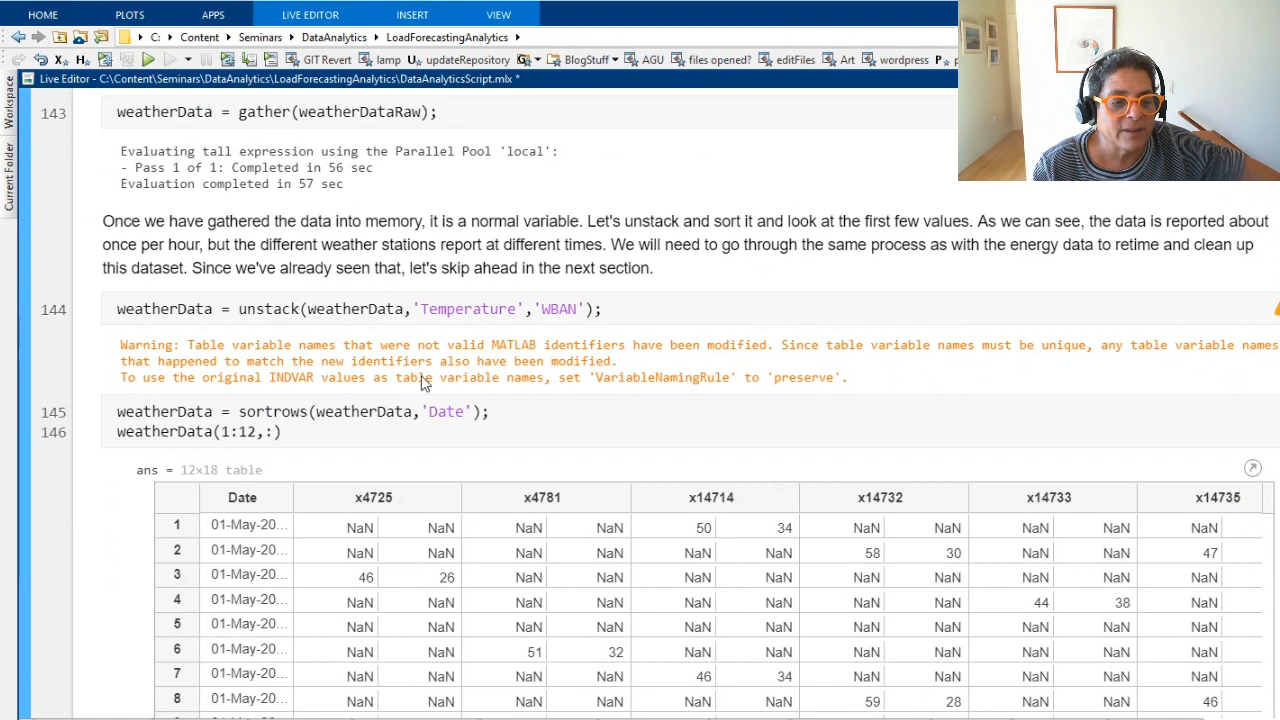 HOME PLOTS APPS LIVE EDITOR INSERT VIEW
C: Content Seminars DataAnalytics LoadForecastingAnalytics
GIT Revert lamp updateRepository BlogStuff AGU files opened? editFiles Art wordpress
Live Editor - C:\Content\Seminars\DataAnalytics\LoadForecastingAnalytics\DataAnalyticsScript.mlx *
Workspace
Current Folder
143 weatherData = gather(weatherDataRaw);
Evaluating tall expression using the Parallel Pool 'local':
- Pass 1 of 1: Completed in 56 sec
Evaluation completed in 57 sec
Once we have gathered the data into memory, it is a normal variable. Let's unstack and sort it and look at the first few values. As we can see, the data is reported about
once per hour, but the different weather stations report at different times. We will need to go through the same process as with the energy data to retime and clean up
this dataset. Since we've already seen that, let's skip ahead in the next section.
144 weatherData = unstack(weatherData,'Temperature','WBAN');
Warning: Table variable names that were not valid MATLAB identifiers have been modified. Since table variable names must be unique, any table variable names
that happened to match the new identifiers also have been modified.
To use the original INDVAR values as table variable names, set 'VariableNamingRule' to 'preserve'.
145 weatherData = sortrows(weatherData,'Date');
146 weatherData(1:12,:)
ans = 12×18 table
Date x4725 x4781 x14714 x14732 x14733 x14735
1 01-May-20... NaN NaN NaN NaN 50 34 NaN NaN NaN NaN NaN
2 01-May-20... NaN NaN NaN NaN NaN NaN 58 30 NaN NaN 47
3 01-May-20... 46 26 NaN NaN NaN NaN NaN NaN NaN NaN NaN
4 01-May-20... NaN NaN NaN NaN NaN NaN NaN NaN 44 38 NaN
5 01-May-20... NaN NaN NaN NaN NaN NaN NaN NaN NaN NaN NaN
6 01-May-20... NaN NaN 51 32 NaN NaN NaN NaN NaN NaN NaN
7 01-May-20... NaN NaN NaN NaN 46 34 NaN NaN NaN NaN NaN
8 01-May-20... NaN NaN NaN NaN NaN NaN 59 28 NaN NaN 46